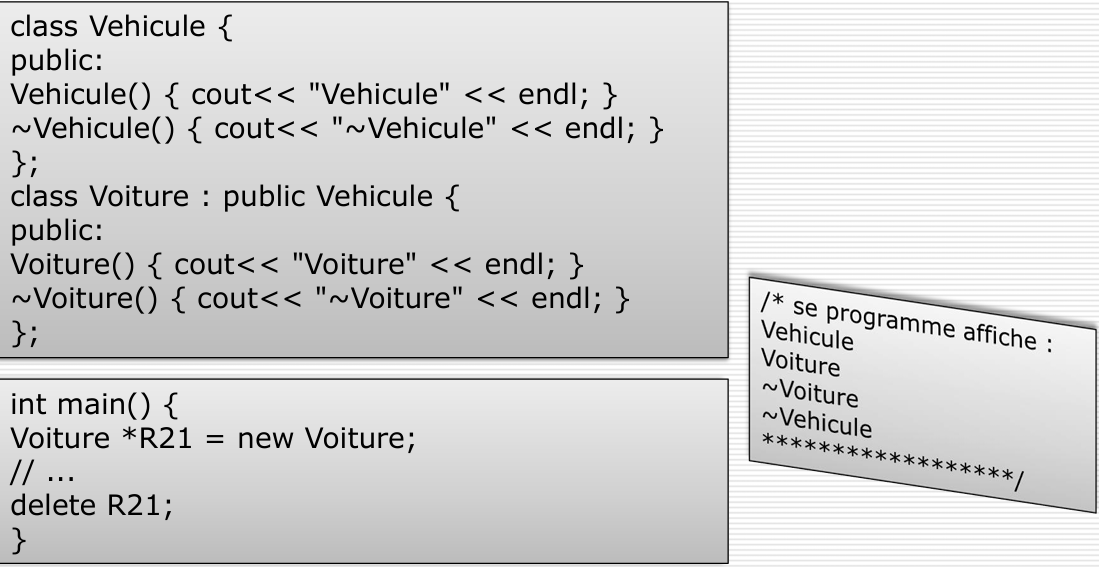 class Vehicule {
public:
Vehicule() { cout<< "Vehicule" << endl; }
~Vehicule() { cout<< "~Vehicule" << endl; }
};
class Voiture : public Vehicule {
public:
Voiture() { cout<< "Voiture" << endl; }
~Voiture() { cout<< "~Voiture" << endl; }
};
int main() {
Voiture *R21 = new Voiture;
// ...
delete R21;
}
/* se programme affiche :
Vehicule
Voiture
~Voiture
~Vehicule
*******************/